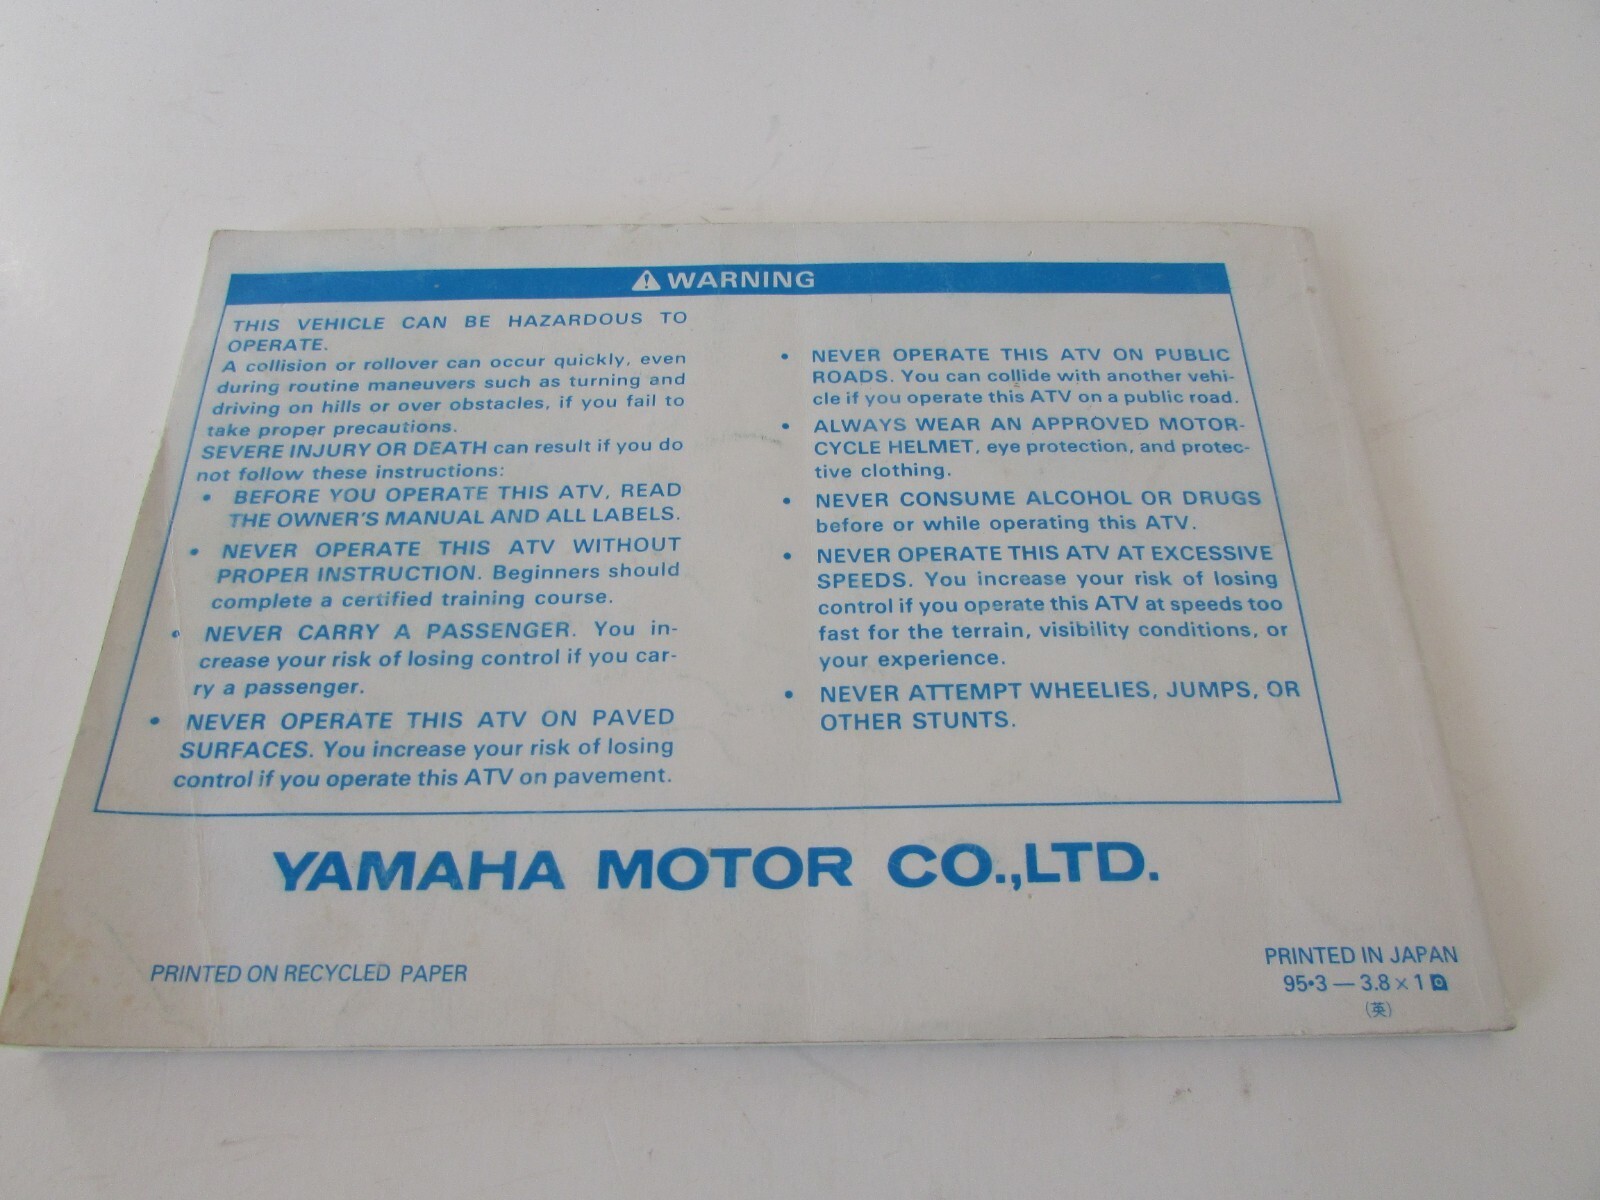 ⚠ WARNING
THIS VEHICLE CAN BE HAZARDOUS TO
OPERATE.
A collision or rollover can occur quickly, even
during routine maneuvers such as turning and
driving on hills or over obstacles, if you fail to
take proper precautions.
SEVERE INJURY OR DEATH can result if you do
not follow these instructions:
• BEFORE YOU OPERATE THIS ATV, READ
THE OWNER'S MANUAL AND ALL LABELS.
• NEVER OPERATE THIS ATV WITHOUT
PROPER INSTRUCTION. Beginners should
complete a certified training course.
• NEVER CARRY A PASSENGER. You in-
crease your risk of losing control if you car-
ry a passenger.
• NEVER OPERATE THIS ATV ON PAVED
SURFACES. You increase your risk of losing
control if you operate this ATV on pavement.
• NEVER OPERATE THIS ATV ON PUBLIC
ROADS. You can collide with another vehi-
cle if you operate this ATV on a public road.
• ALWAYS WEAR AN APPROVED MOTOR-
CYCLE HELMET, eye protection, and protec-
tive clothing.
• NEVER CONSUME ALCOHOL OR DRUGS
before or while operating this ATV.
• NEVER OPERATE THIS ATV AT EXCESSIVE
SPEEDS. You increase your risk of losing
control if you operate this ATV at speeds too
fast for the terrain, visibility conditions, or
your experience.
• NEVER ATTEMPT WHEELIES, JUMPS, OR
OTHER STUNTS.
YAMAHA MOTOR CO.,LTD.
PRINTED ON RECYCLED PAPER
PRINTED IN JAPAN
95•3 — 3.8 × 1
(英)